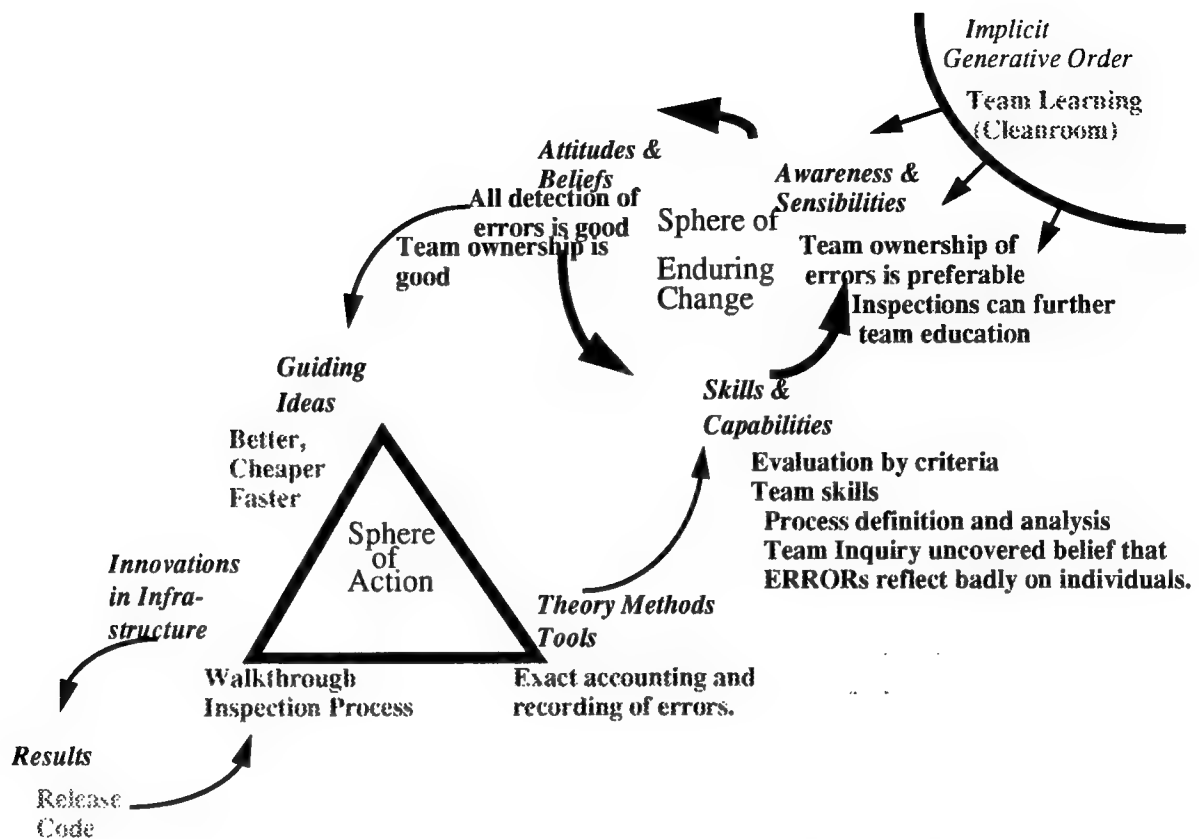 Implicit
Generative Order
Team Learning
(Cleanroom)
Attitudes &
Beliefs
All detection of
errors is good
Team ownership is
good
Sphere of
Enduring
Change
Awareness &
Sensibilities
Team ownership of
errors is preferable
Inspections can further
team education
Guiding
Ideas
Better,
Cheaper
Faster
Skills &
Capabilities
Evaluation by criteria
Team skills
Process definition and analysis
Team Inquiry uncovered belief that
ERRORs reflect badly on individuals.
Sphere
of
Action
Innovations
in Infra-
structure
Theory Methods
Tools
Walkthrough
Inspection Process
Exact accounting and
recording of errors.
Results
Release
Code